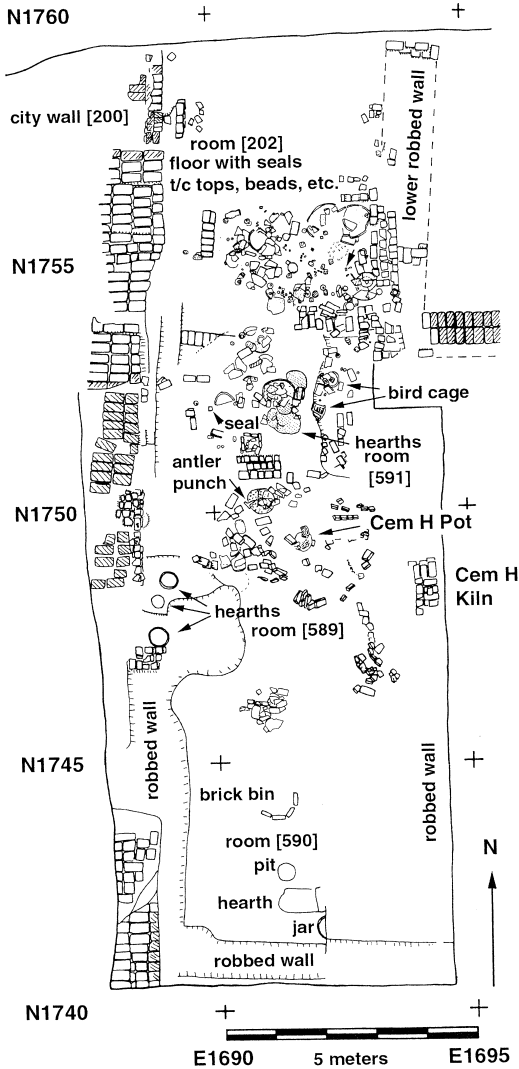 N1760
city wall [200]
room [202]
floor with seals
t/c tops, beads, etc.
lower robbed wall
N1755
bird cage
seal
hearths
room
[591]
antler
punch
N1750
Cem H Pot
Cem H
Kiln
hearths
room [589]
robbed wall
N1745
robbed wall
brick bin
room [590]
pit
hearth
jar
robbed wall
N
N1740
E1690
5 meters
E1695